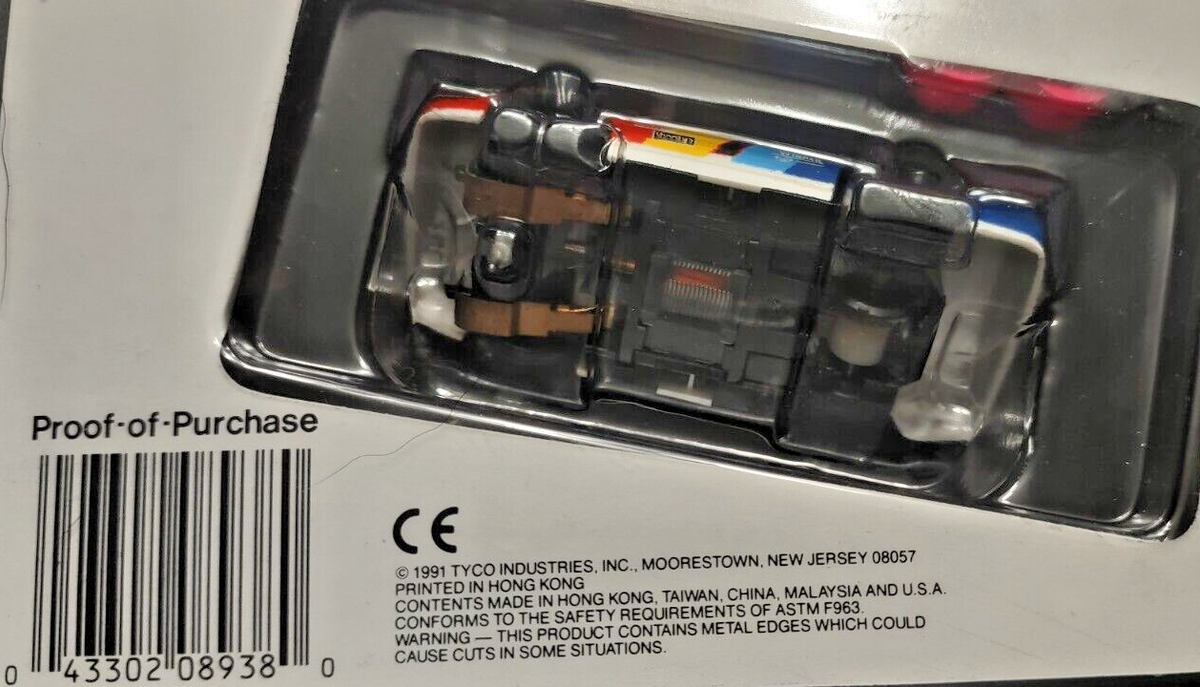 Proof-of-Purchase
0 43302 08938 0
CE
© 1991 TYCO INDUSTRIES, INC., MOORESTOWN, NEW JERSEY 08057
PRINTED IN HONG KONG
CONTENTS MADE IN HONG KONG, TAIWAN, CHINA, MALAYSIA AND U.S.A.
CONFORMS TO THE SAFETY REQUIREMENTS OF ASTM F963.
WARNING — THIS PRODUCT CONTAINS METAL EDGES WHICH COULD
CAUSE CUTS IN SOME SITUATIONS.